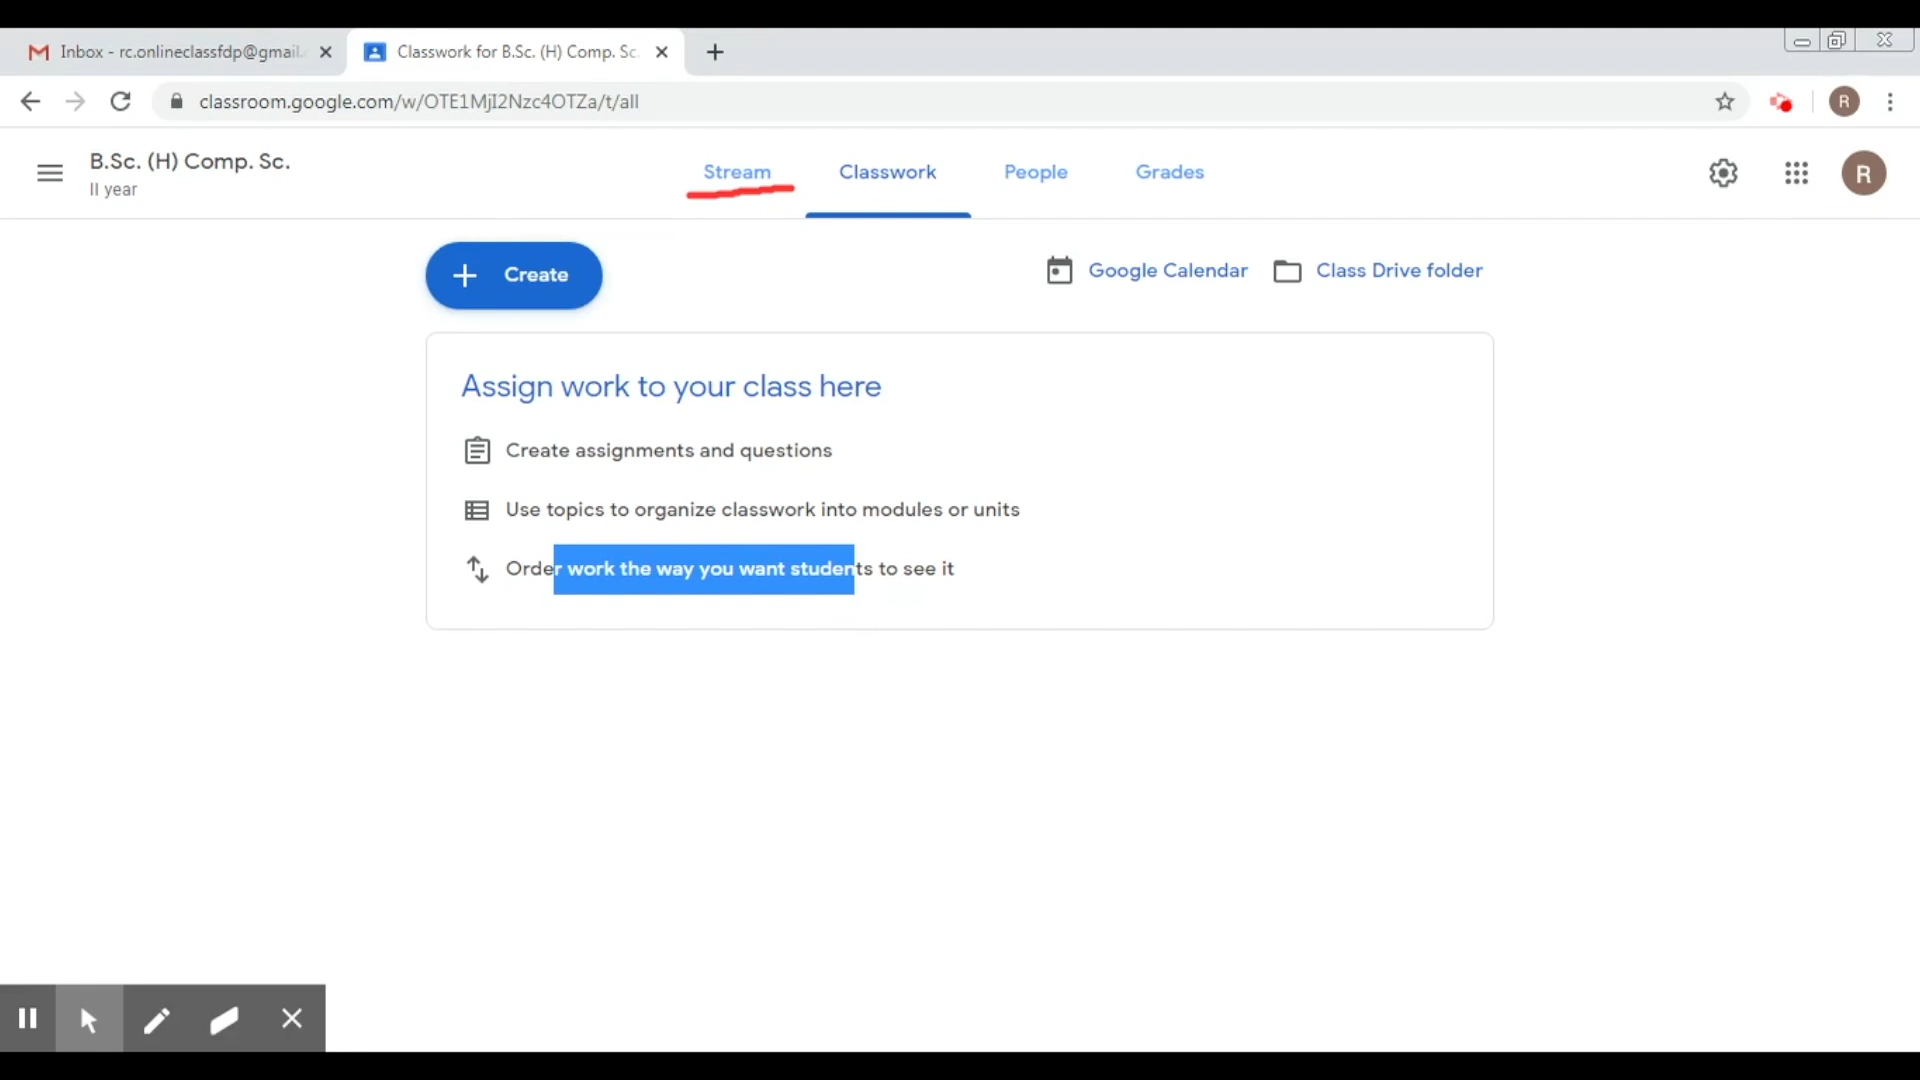 Inbox - rc.onlineclassfdp@gmail.
Classwork for B.Sc. (H) Comp. Sc.
classroom.google.com/w/OTE1MjI2Nzc4OTZa/t/all
R
B.Sc. (H) Comp. Sc.
II year
Stream
Classwork
People
Grades
R
Create
Google Calendar
Class Drive folder
Assign work to your class here
Create assignments and questions
Use topics to organize classwork into modules or units
Order work the way you want students to see it